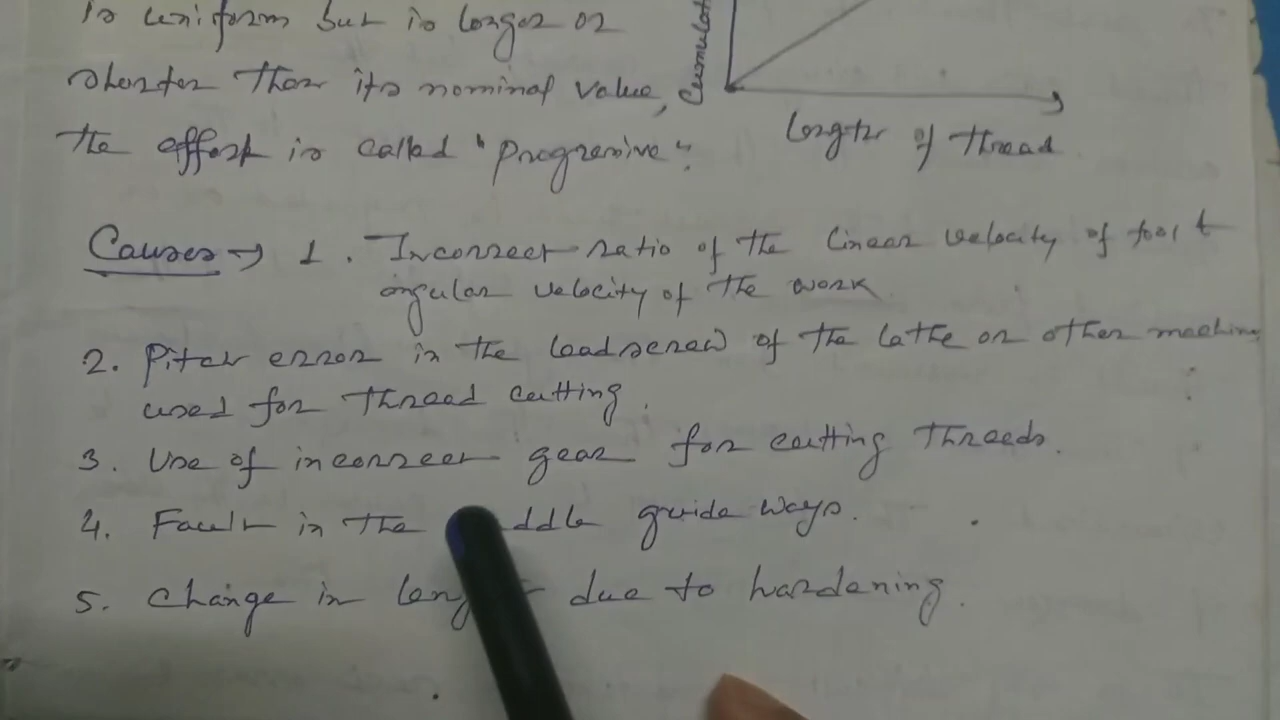 is uniform but is longer or
shorter than its nominal value,
the effect is called "Progressive".
Cumulati
length of thread
Causes → 1. Incorrect ratio of the linear velocity of tool &
angular velocity of the work
2. Pitch error in the leadscrew of the lathe or other machine
used for thread cutting.
3. Use of incorrect gear for cutting threads.
4. Fault in the ddle guide ways.
5. Change in leng due to hardening.